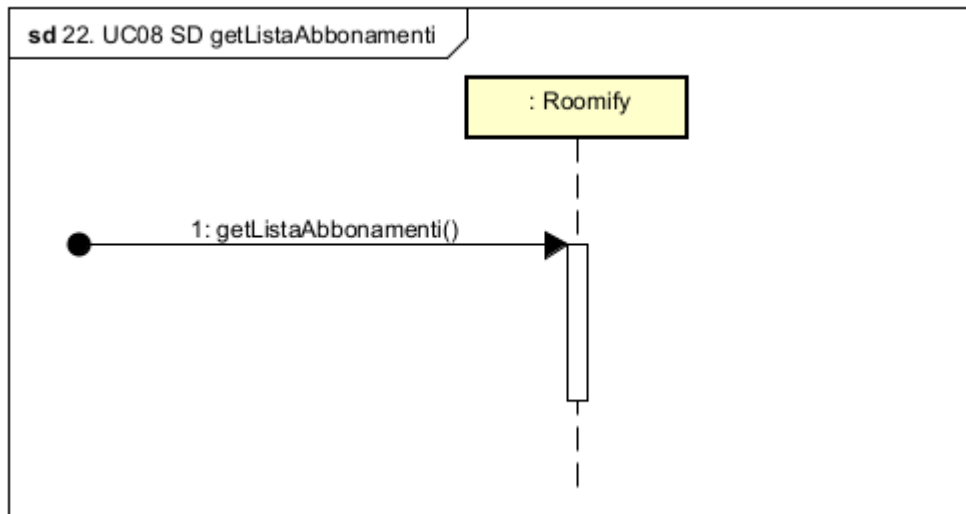 sd 22. UC08 SD getListaAbbonamenti
: Roomify
1: getListaAbbonamenti()